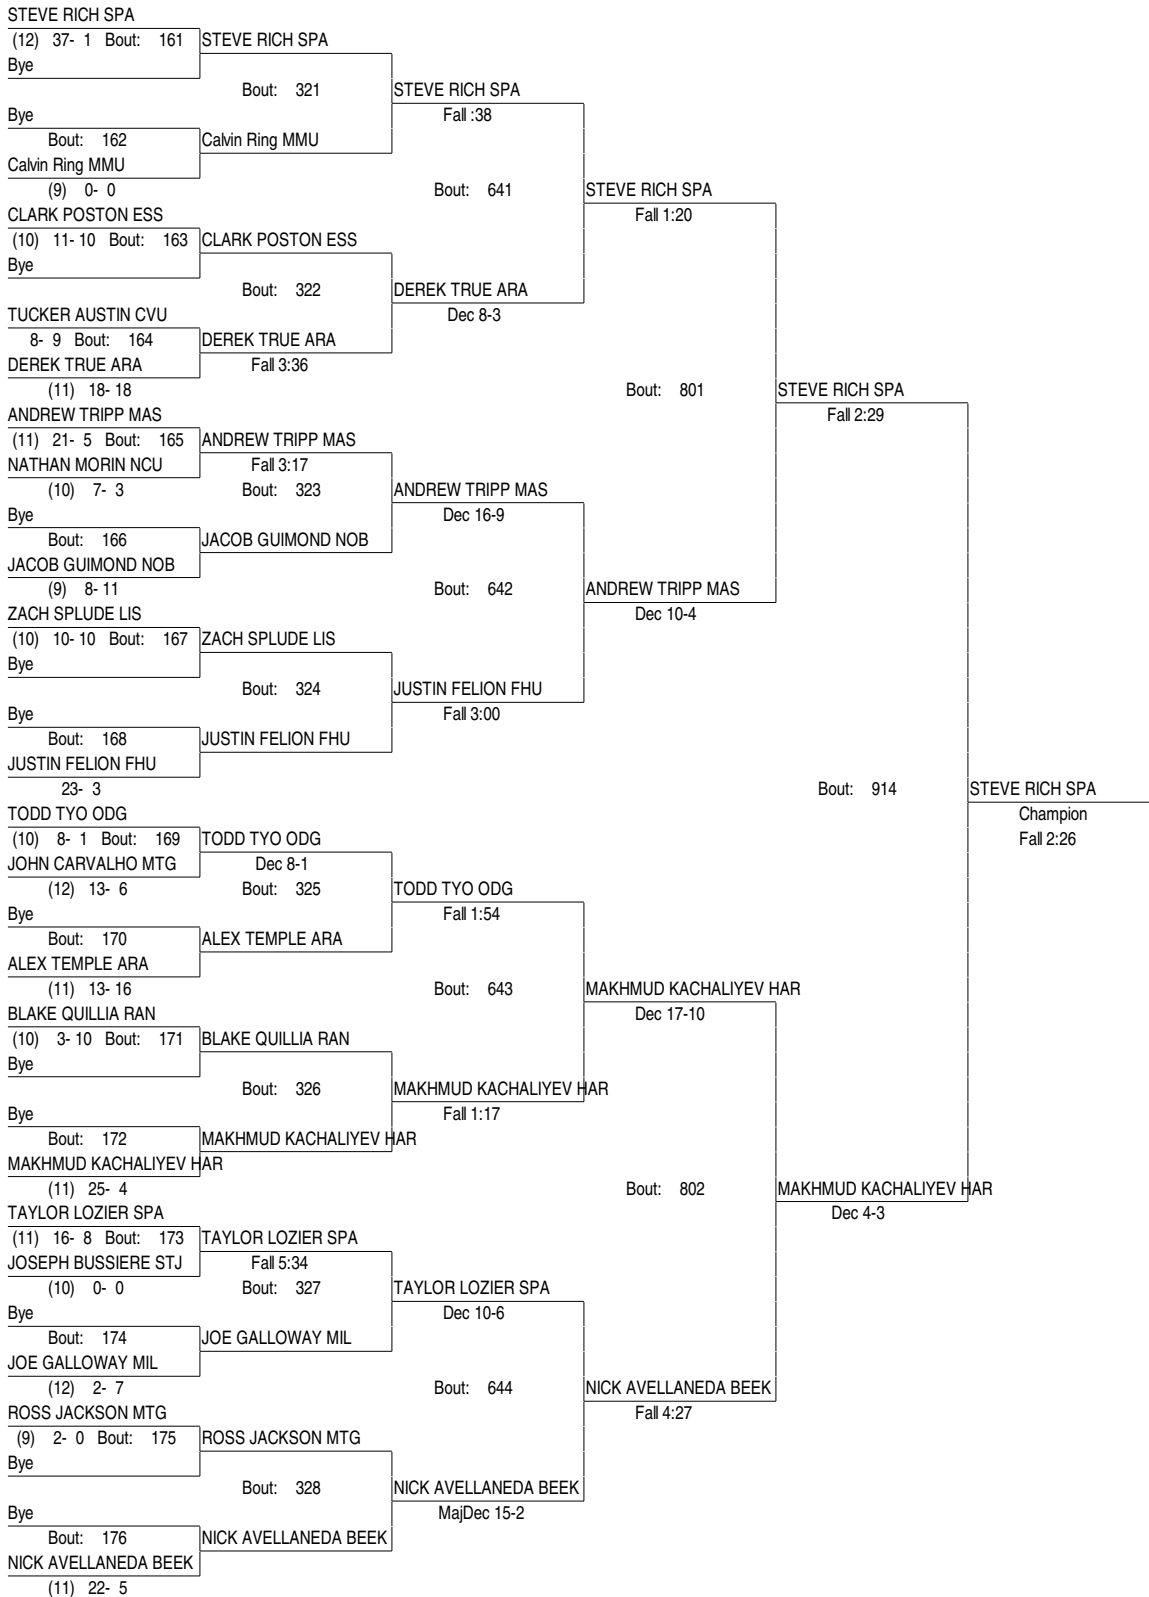 STEVE RICH SPA
(12) 37- 1 Bout: 161 STEVE RICH SPA
Bye
Bout: 321 STEVE RICH SPA
Bye Fall :38
Bout: 162 Calvin Ring MMU
Calvin Ring MMU
(9) 0- 0 Bout: 641 STEVE RICH SPA
CLARK POSTON ESS Fall 1:20
(10) 11- 10 Bout: 163 CLARK POSTON ESS
Bye
Bout: 322 DEREK TRUE ARA
TUCKER AUSTIN CVU Dec 8-3
8- 9 Bout: 164 DEREK TRUE ARA
DEREK TRUE ARA Fall 3:36
(11) 18- 18 Bout: 801 STEVE RICH SPA
ANDREW TRIPP MAS Fall 2:29
(11) 21- 5 Bout: 165 ANDREW TRIPP MAS
NATHAN MORIN NCU Fall 3:17
(10) 7- 3 Bout: 323 ANDREW TRIPP MAS
Bye Dec 16-9
Bout: 166 JACOB GUIMOND NOB
JACOB GUIMOND NOB
(9) 8- 11 Bout: 642 ANDREW TRIPP MAS
ZACH SPLUDE LIS Dec 10-4
(10) 10- 10 Bout: 167 ZACH SPLUDE LIS
Bye
Bout: 324 JUSTIN FELION FHU
Bye Fall 3:00
Bout: 168 JUSTIN FELION FHU
JUSTIN FELION FHU
23- 3 Bout: 914 STEVE RICH SPA
TODD TYO ODG Champion
(10) 8- 1 Bout: 169 TODD TYO ODG Fall 2:26
JOHN CARVALHO MTG Dec 8-1
(12) 13- 6 Bout: 325 TODD TYO ODG
Bye Fall 1:54
Bout: 170 ALEX TEMPLE ARA
ALEX TEMPLE ARA
(11) 13- 16 Bout: 643 MAKHMUD KACHALIYEV HAR
BLAKE QUILLIA RAN Dec 17-10
(10) 3- 10 Bout: 171 BLAKE QUILLIA RAN
Bye
Bout: 326 MAKHMUD KACHALIYEV HAR
Bye Fall 1:17
Bout: 172 MAKHMUD KACHALIYEV HAR
MAKHMUD KACHALIYEV HAR
(11) 25- 4 Bout: 802 MAKHMUD KACHALIYEV HAR
TAYLOR LOZIER SPA Dec 4-3
(11) 16- 8 Bout: 173 TAYLOR LOZIER SPA
JOSEPH BUSSIERE STJ Fall 5:34
(10) 0- 0 Bout: 327 TAYLOR LOZIER SPA
Bye Dec 10-6
Bout: 174 JOE GALLOWAY MIL
JOE GALLOWAY MIL
(12) 2- 7 Bout: 644 NICK AVELLANEDA BEEK
ROSS JACKSON MTG Fall 4:27
(9) 2- 0 Bout: 175 ROSS JACKSON MTG
Bye
Bout: 328 NICK AVELLANEDA BEEK
Bye MajDec 15-2
Bout: 176 NICK AVELLANEDA BEEK
NICK AVELLANEDA BEEK
(11) 22- 5